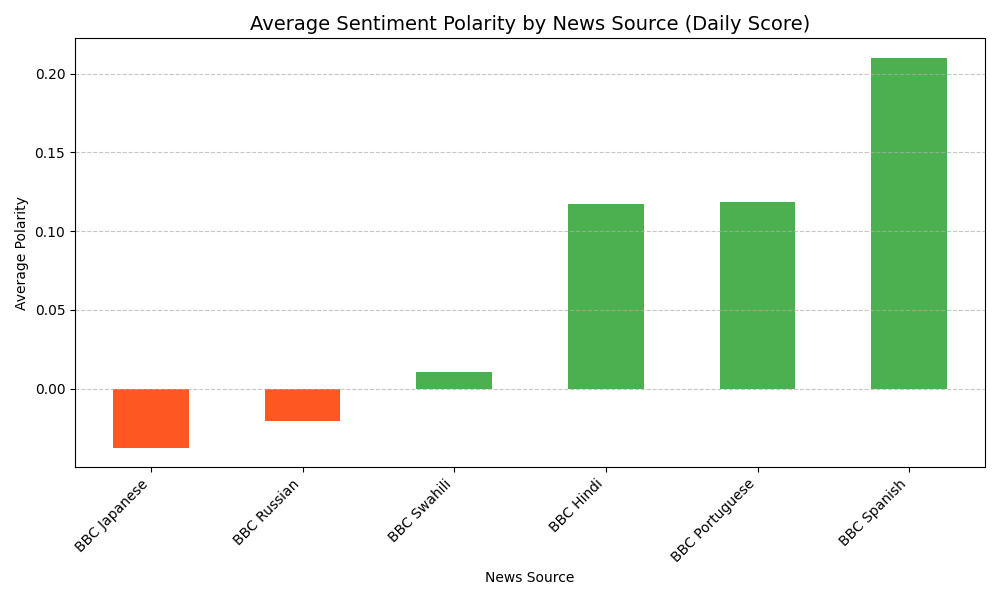 Average Sentiment Polarity by News Source (Daily Score)
Average Polarity
0.20
0.15
0.10
0.05
0.00
BBC Japanese
BBC Russian
BBC Swahili
BBC Hindi
BBC Portuguese
BBC Spanish
News Source